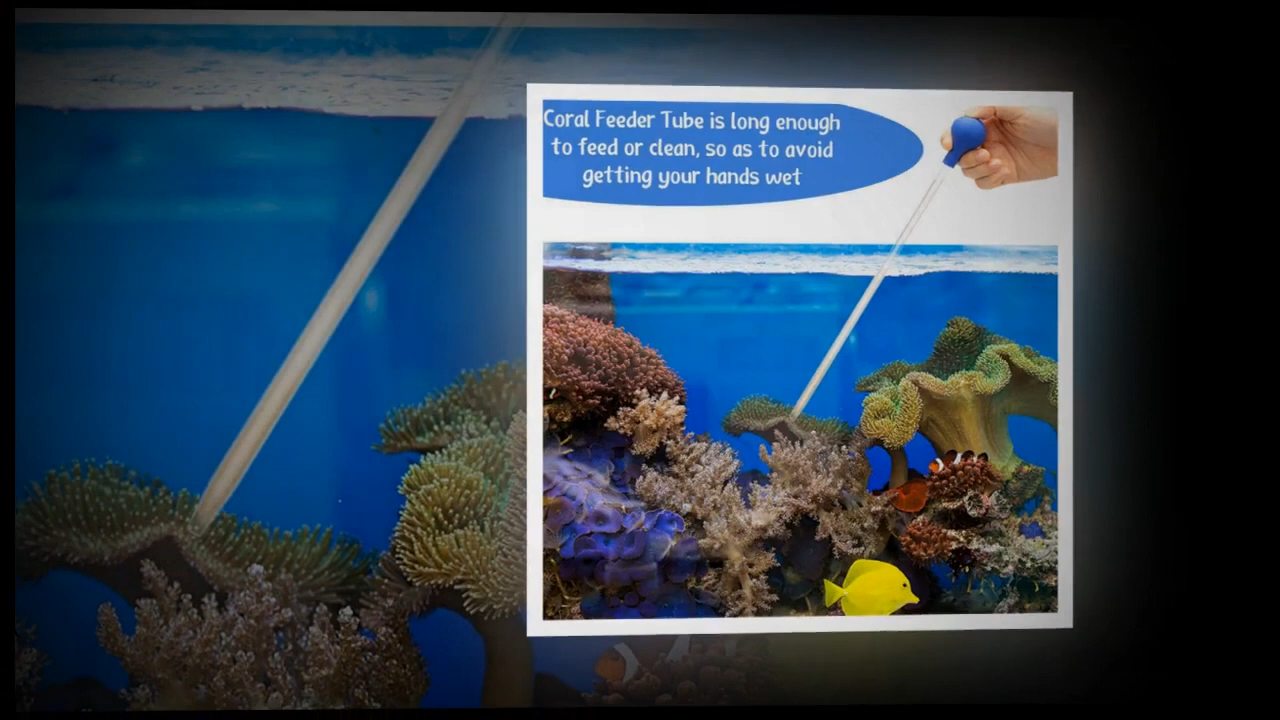 Coral Feeder Tube is long enough
to feed or clean, so as to avoid
getting your hands wet